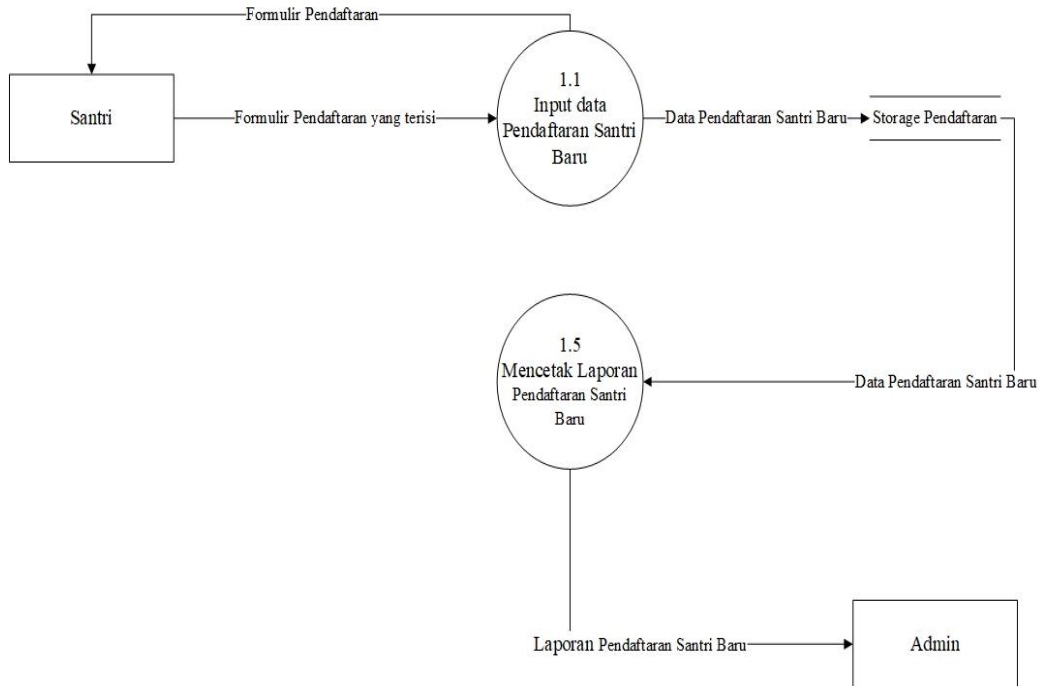 Formulir Pendaftaran
Santri
Formulir Pendaftaran yang terisi
1.1
Input data
Pendaftaran Santri
Baru
Data Pendaftaran Santri Baru
Storage Pendaftaran
1.5
Mencetak Laporan
Pendaftaran Santri
Baru
Data Pendaftaran Santri Baru
Laporan Pendaftaran Santri Baru
Admin